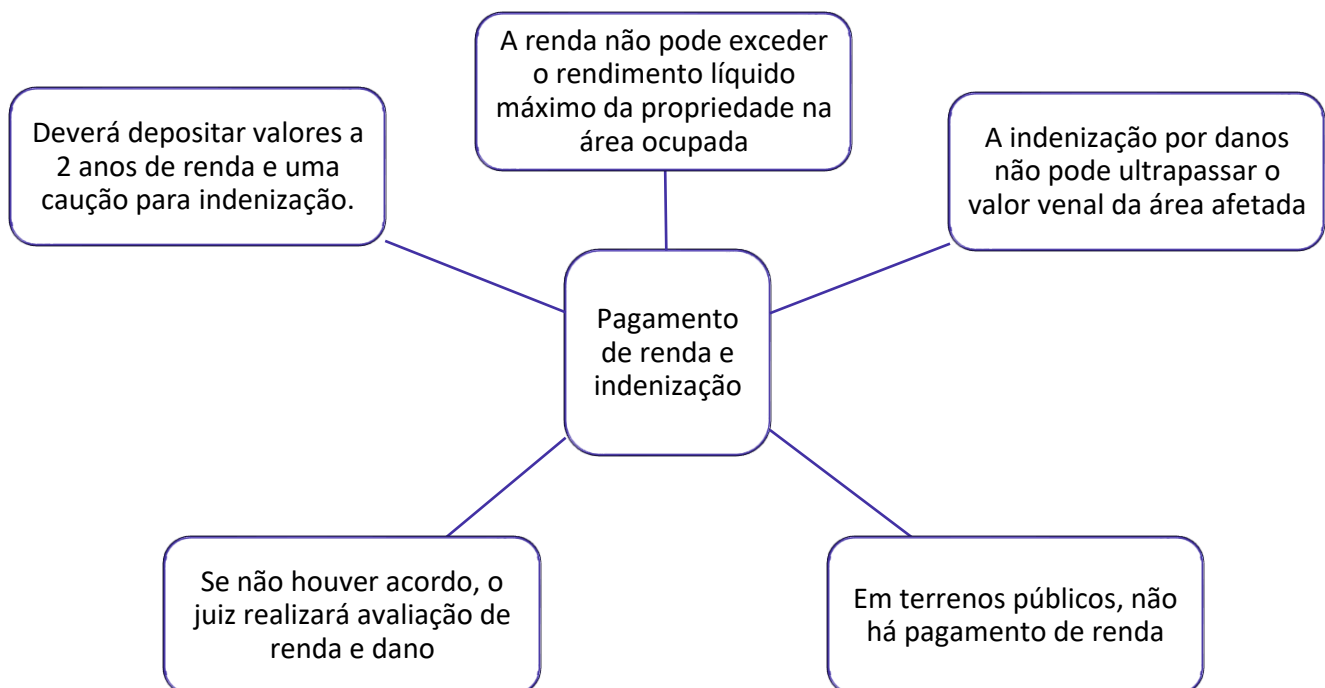 A renda não pode exceder
o rendimento líquido
máximo da propriedade na
área ocupada
Deverá depositar valores a
2 anos de renda e uma
caução para indenização.
A indenização por danos
não pode ultrapassar o
valor venal da área afetada
Pagamento
de renda e
indenização
Se não houver acordo, o
juiz realizará avaliação de
renda e dano
Em terrenos públicos, não
há pagamento de renda